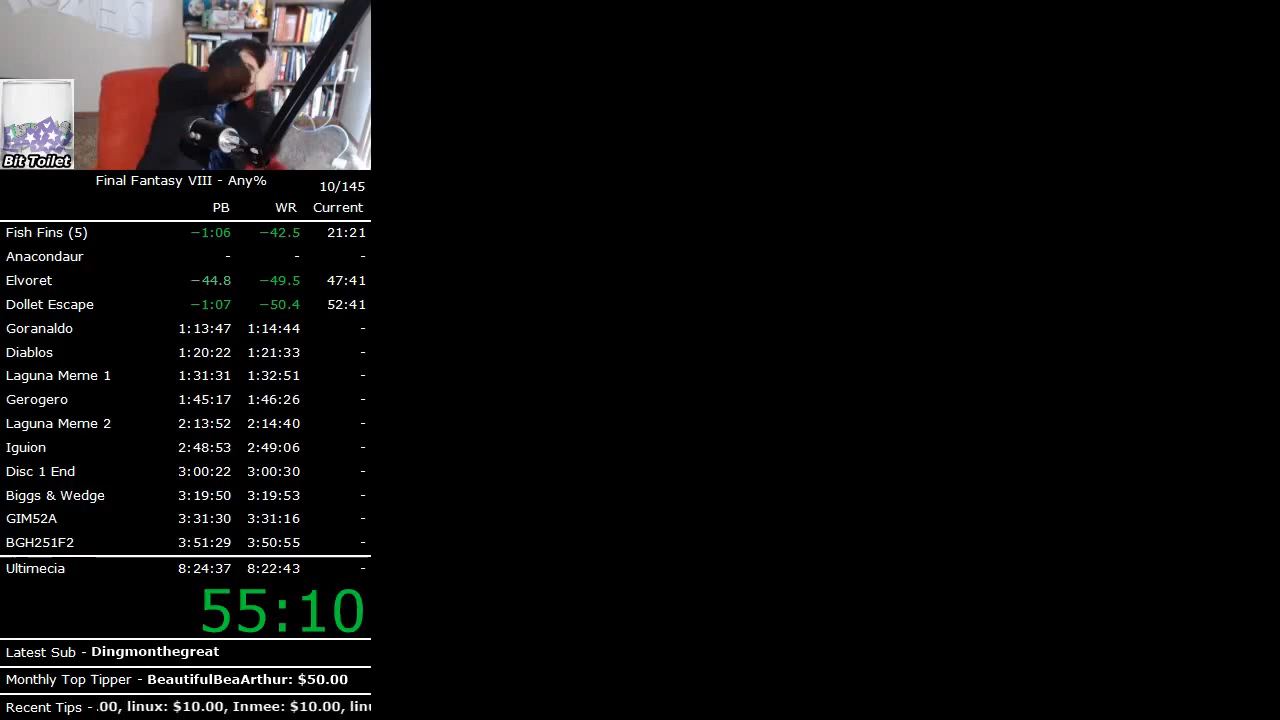 HOMES
Bit Toilet
Final Fantasy VIII - Any%
10/145
PB WR Current
Fish Fins (5) −1:06 −42.5 21:21
Anacondaur - - -
Elvoret −44.8 −49.5 47:41
Dollet Escape −1:07 −50.4 52:41
Goranaldo 1:13:47 1:14:44 -
Diablos 1:20:22 1:21:33 -
Laguna Meme 1 1:31:31 1:32:51 -
Gerogero 1:45:17 1:46:26 -
Laguna Meme 2 2:13:52 2:14:40 -
Iguion 2:48:53 2:49:06 -
Disc 1 End 3:00:22 3:00:30 -
Biggs & Wedge 3:19:50 3:19:53 -
GIM52A 3:31:30 3:31:16 -
BGH251F2 3:51:29 3:50:55 -
Ultimecia 8:24:37 8:22:43 -
55:10
Latest Sub - Dingmonthegreat
Monthly Top Tipper - BeautifulBeaArthur: $50.00
Recent Tips - .00, linux: $10.00, Inmee: $10.00, linu